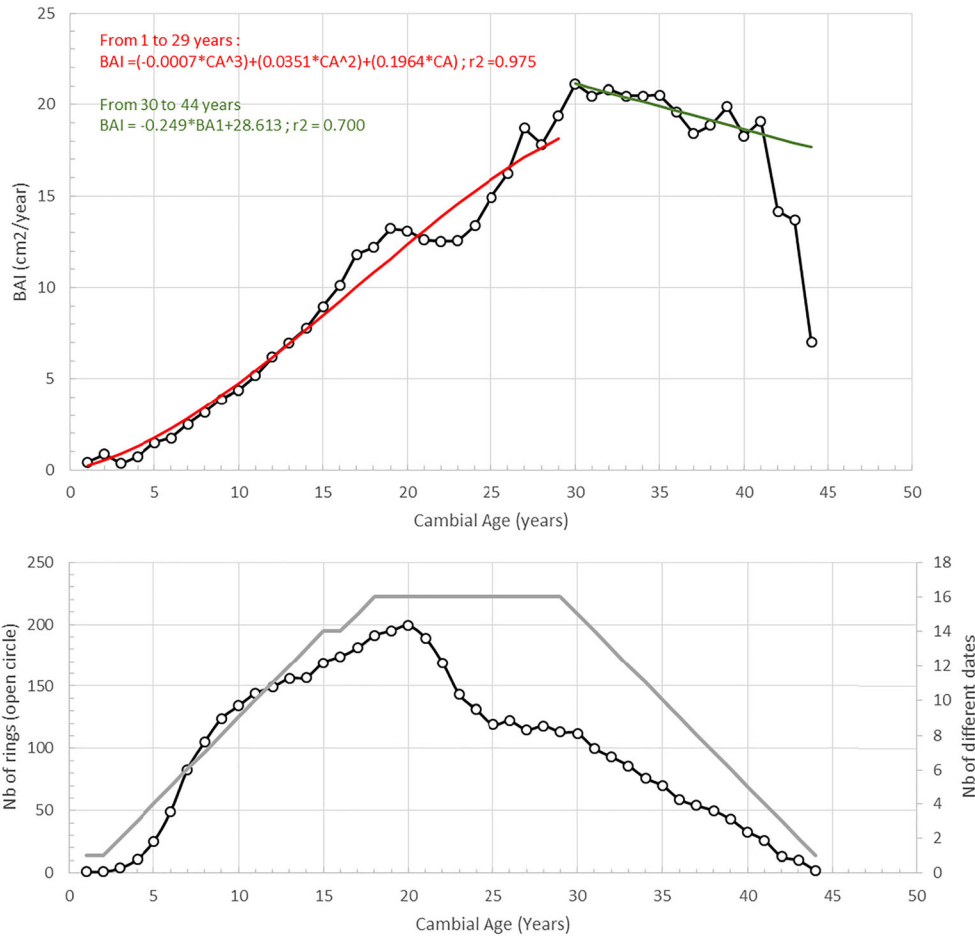 25
From 1 to 29 years :
BAI =(-0.0007*CA^3)+(0.0351*CA^2)+(0.1964*CA) ; r2 =0.975
From 30 to 44 years
BAI = -0.249*BA1+28.613 ; r2 = 0.700
20
15
10
5
0
BAI (cm2/year)
0 5 10 15 20 25 30 35 40 45 50
Cambial Age (years)
250
200
150
100
50
0
Nb of rings (open circle)
18
16
14
12
10
8
6
4
2
0
Nb of different dates
0 5 10 15 20 25 30 35 40 45 50
Cambial Age (Years)